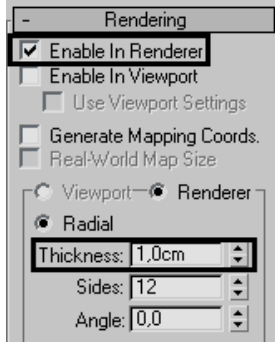 - Rendering
Enable In Renderer
Enable In Viewport
Use Viewport Settings
Generate Mapping Coords.
Real-World Map Size
Viewport Renderer
Radial
Thickness: 1,0cm
Sides: 12
Angle: 0,0